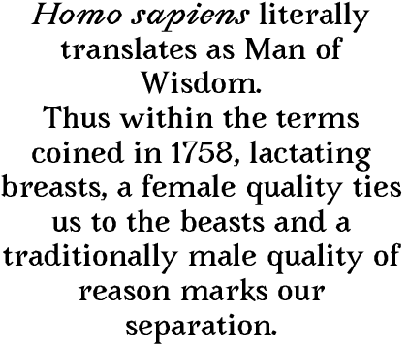 Homo sapiens literally
translates as Man of
Wisdom.
Thus within the terms
coined in 1758, lactating
breasts, a female quality ties
us to the beasts and a
traditionally male quality of
reason marks our
separation.